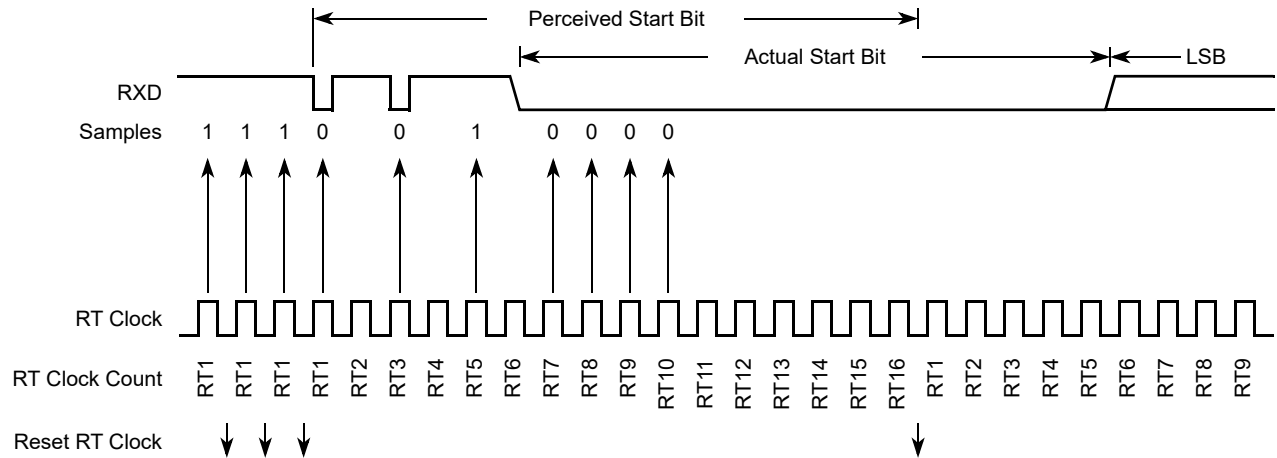 Perceived Start Bit
Actual Start Bit
LSB
RXD
Samples 1 1 1 0 0 1 0 0 0 0
RT Clock
RT Clock Count RT1 RT1 RT1 RT1 RT2 RT3 RT4 RT5 RT6 RT7 RT8 RT9 RT10 RT11 RT12 RT13 RT14 RT15 RT16 RT1 RT2 RT3 RT4 RT5 RT6 RT7 RT8 RT9
Reset RT Clock